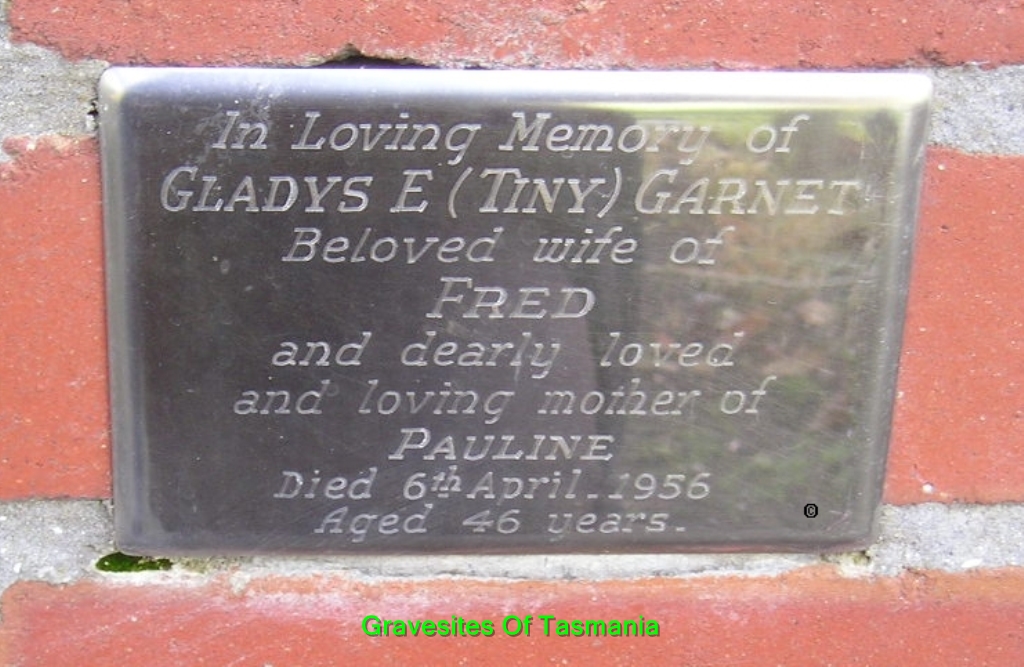 In Loving Memory of
GLADYS E (TINY) GARNET
Beloved wife of
FRED
and dearly loved
and loving mother of
PAULINE
Died 6th April. 1956
Aged 46 years.
©
Gravesites Of Tasmania